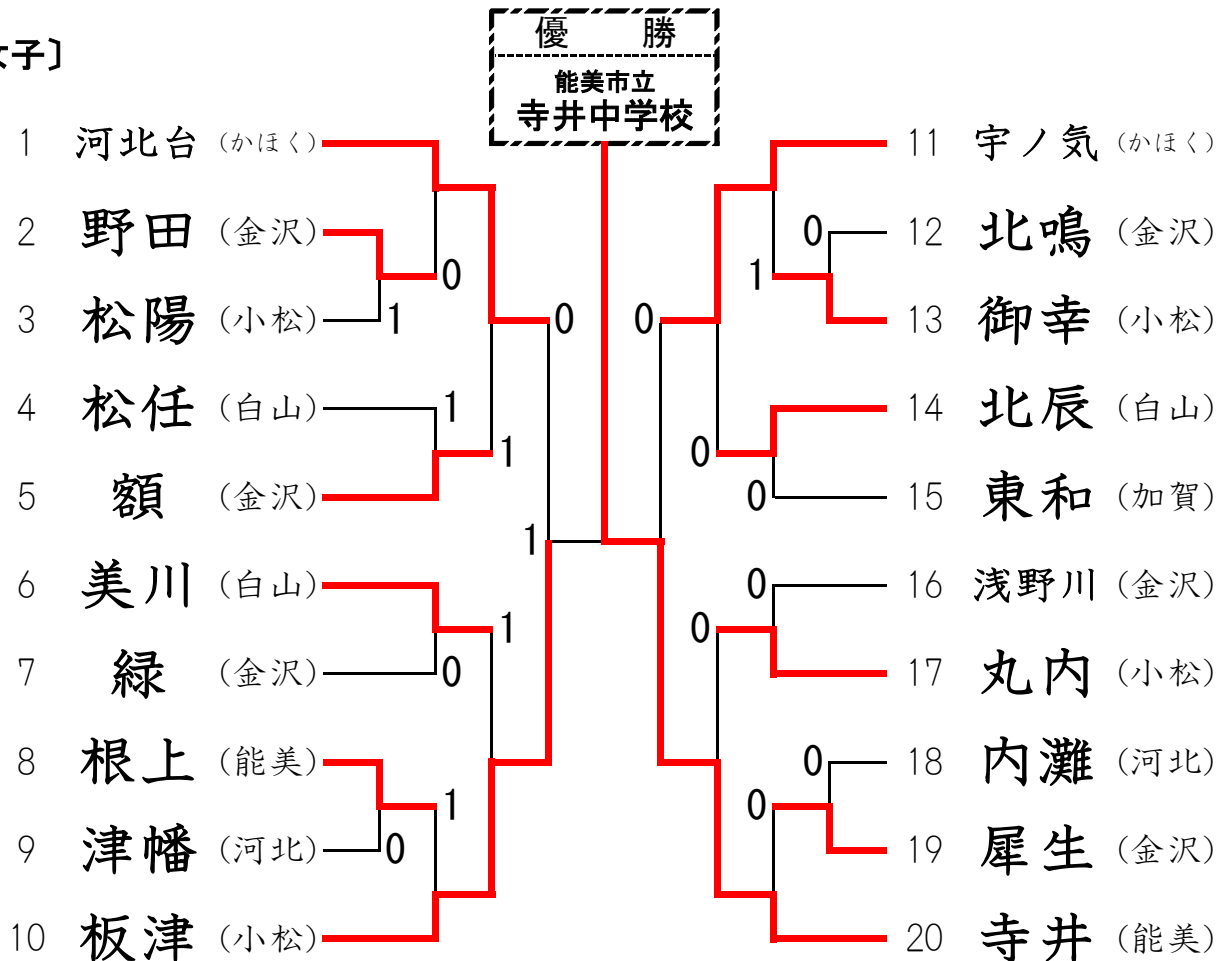 優 勝
女子〕
能美市立
寺井中学校
1 河北台 (かほく)
2 野田 (金沢)
0
3 松陽 (小松)
1
0
4 松任 (白山)
1
1
5 額 (金沢)
1
6 美川 (白山)
1
7 緑 (金沢)
0
8 根上 (能美)
1
9 津幡 (河北)
0
10 板津 (小松)
11 宇ノ気 (かほく)
0
12 北鳴 (金沢)
1
13 御幸 (小松)
0
14 北辰 (白山)
0
0
15 東和 (加賀)
0
16 浅野川 (金沢)
0
17 丸内 (小松)
0
18 内灘 (河北)
0
19 犀生 (金沢)
20 寺井 (能美)